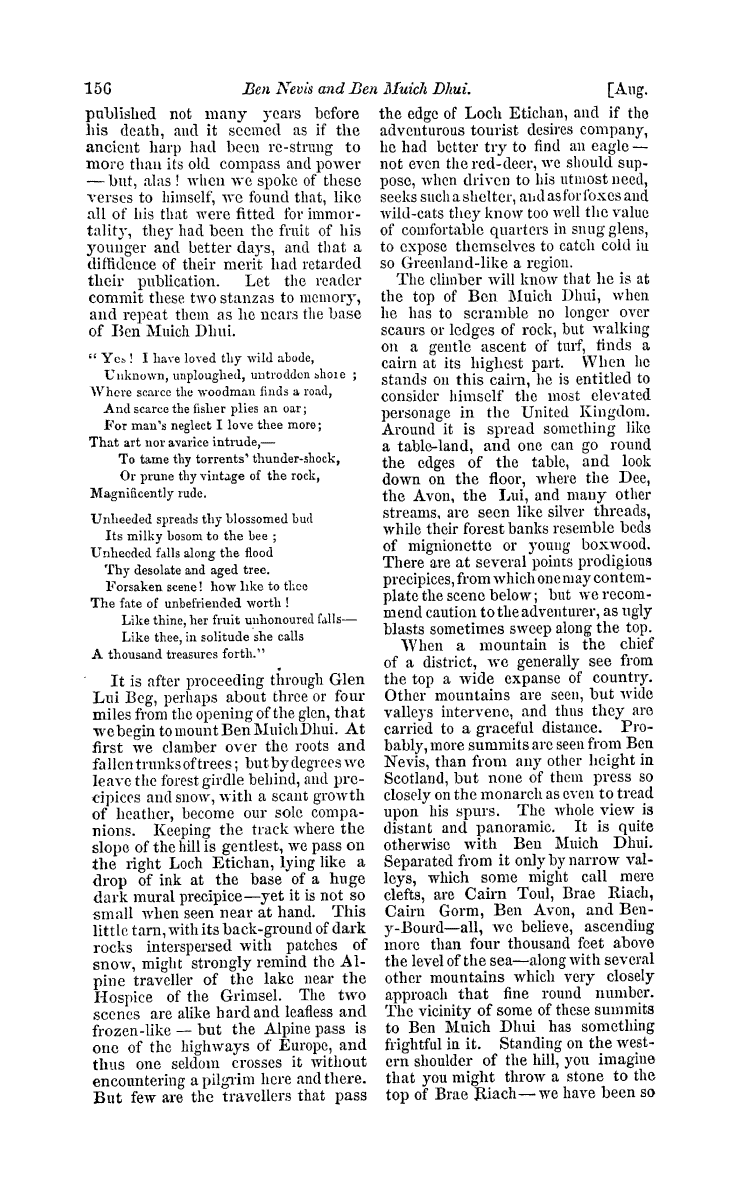 156 Ben Nevis and Ben Muich Dhui. [Aug.
published not many years before
his death, and it seemed as if the
ancient harp had been re-strung to
more than its old compass and power
— but, alas! when we spoke of these
verses to himself, we found that, like
all of his that were fitted for immor-
tality, they had been the fruit of his
younger and better days, and that a
diffidence of their merit had retarded
their publication. Let the reader
commit these two stanzas to memory,
and repeat them as he nears the base
of Ben Muich Dhui.
“ Yes! I have loved thy wild abode,
Unknown, unploughed, untrodden shore ;
Where scarce the woodman finds a road,
And scarce the fisher plies an oar;
For man's neglect I love thee more;
That art nor avarice intrude,—
To tame thy torrents' thunder-shock,
Or prune thy vintage of the rock,
Magnificently rude.
Unheeded spreads thy blossomed bud
Its milky bosom to the bee ;
Unheeded falls along the flood
Thy desolate and aged tree.
Forsaken scene! how like to thee
The fate of unbefriended worth !
Like thine, her fruit unhonoured falls—
Like thee, in solitude she calls
A thousand treasures forth.”
It is after proceeding through Glen
Lui Beg, perhaps about three or four
miles from the opening of the glen, that
we begin to mount Ben Muich Dhui. At
first we clamber over the roots and
fallen trunks of trees; but by degrees we
leave the forest girdle behind, and pre-
cipices and snow, with a scant growth
of heather, become our sole compa-
nions. Keeping the track where the
slope of the hill is gentlest, we pass on
the right Loch Etichan, lying like a
drop of ink at the base of a huge
dark mural precipice—yet it is not so
small when seen near at hand. This
little tarn, with its back-ground of dark
rocks interspersed with patches of
snow, might strongly remind the Al-
pine traveller of the lake near the
Hospice of the Grimsel. The two
scenes are alike hard and leafless and
frozen-like — but the Alpine pass is
one of the highways of Europe, and
thus one seldom crosses it without
encountering a pilgrim here and there.
But few are the travellers that pass
the edge of Loch Etichan, and if the
adventurous tourist desires company,
he had better try to find an eagle —
not even the red-deer, we should sup-
pose, when driven to his utmost need,
seeks such a shelter, and as for foxes and
wild-cats they know too well the value
of comfortable quarters in snug glens,
to expose themselves to catch cold in
so Greenland-like a region.
The climber will know that he is at
the top of Ben Muich Dhui, when
he has to scramble no longer over
scaurs or ledges of rock, but walking
on a gentle ascent of turf, finds a
cairn at its highest part. When he
stands on this cairn, he is entitled to
consider himself the most elevated
personage in the United Kingdom.
Around it is spread something like
a table-land, and one can go round
the edges of the table, and look
down on the floor, where the Dee,
the Avon, the Lui, and many other
streams, are seen like silver threads,
while their forest banks resemble beds
of mignionette or young boxwood.
There are at several points prodigious
precipices, from which one may contem-
plate the scene below; but we recom-
mend caution to the adventurer, as ugly
blasts sometimes sweep along the top.
When a mountain is the chief
of a district, we generally see from
the top a wide expanse of country.
Other mountains are seen, but wide
valleys intervene, and thus they are
carried to a graceful distance. Pro-
bably, more summits are seen from Ben
Nevis, than from any other height in
Scotland, but none of them press so
closely on the monarch as even to tread
upon his spurs. The whole view is
distant and panoramic. It is quite
otherwise with Ben Muich Dhui.
Separated from it only by narrow val-
leys, which some might call mere
clefts, are Cairn Toul, Brae Riach,
Cairn Gorm, Ben Avon, and Ben-
y-Bourd—all, we believe, ascending
more than four thousand feet above
the level of the sea—along with several
other mountains which very closely
approach that fine round number.
The vicinity of some of these summits
to Ben Muich Dhui has something
frightful in it. Standing on the west-
ern shoulder of the hill, you imagine
that you might throw a stone to the
top of Brae Riach—we have been so